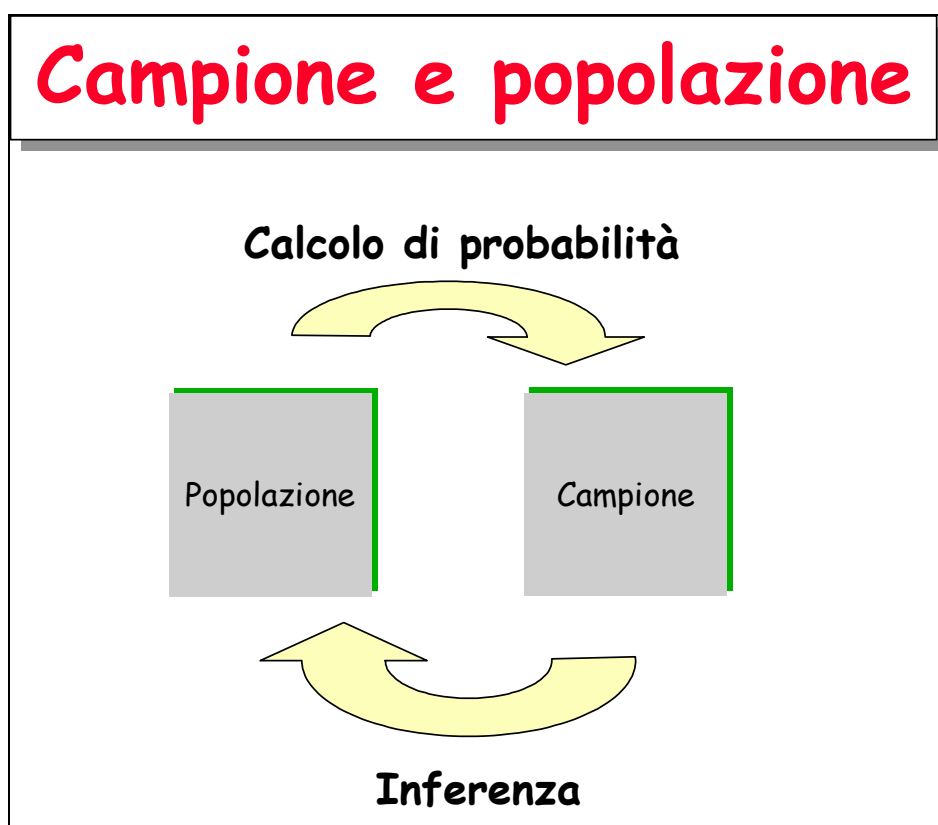 Campione e popolazione
Calcolo di probabilità
Popolazione
Campione
Inferenza